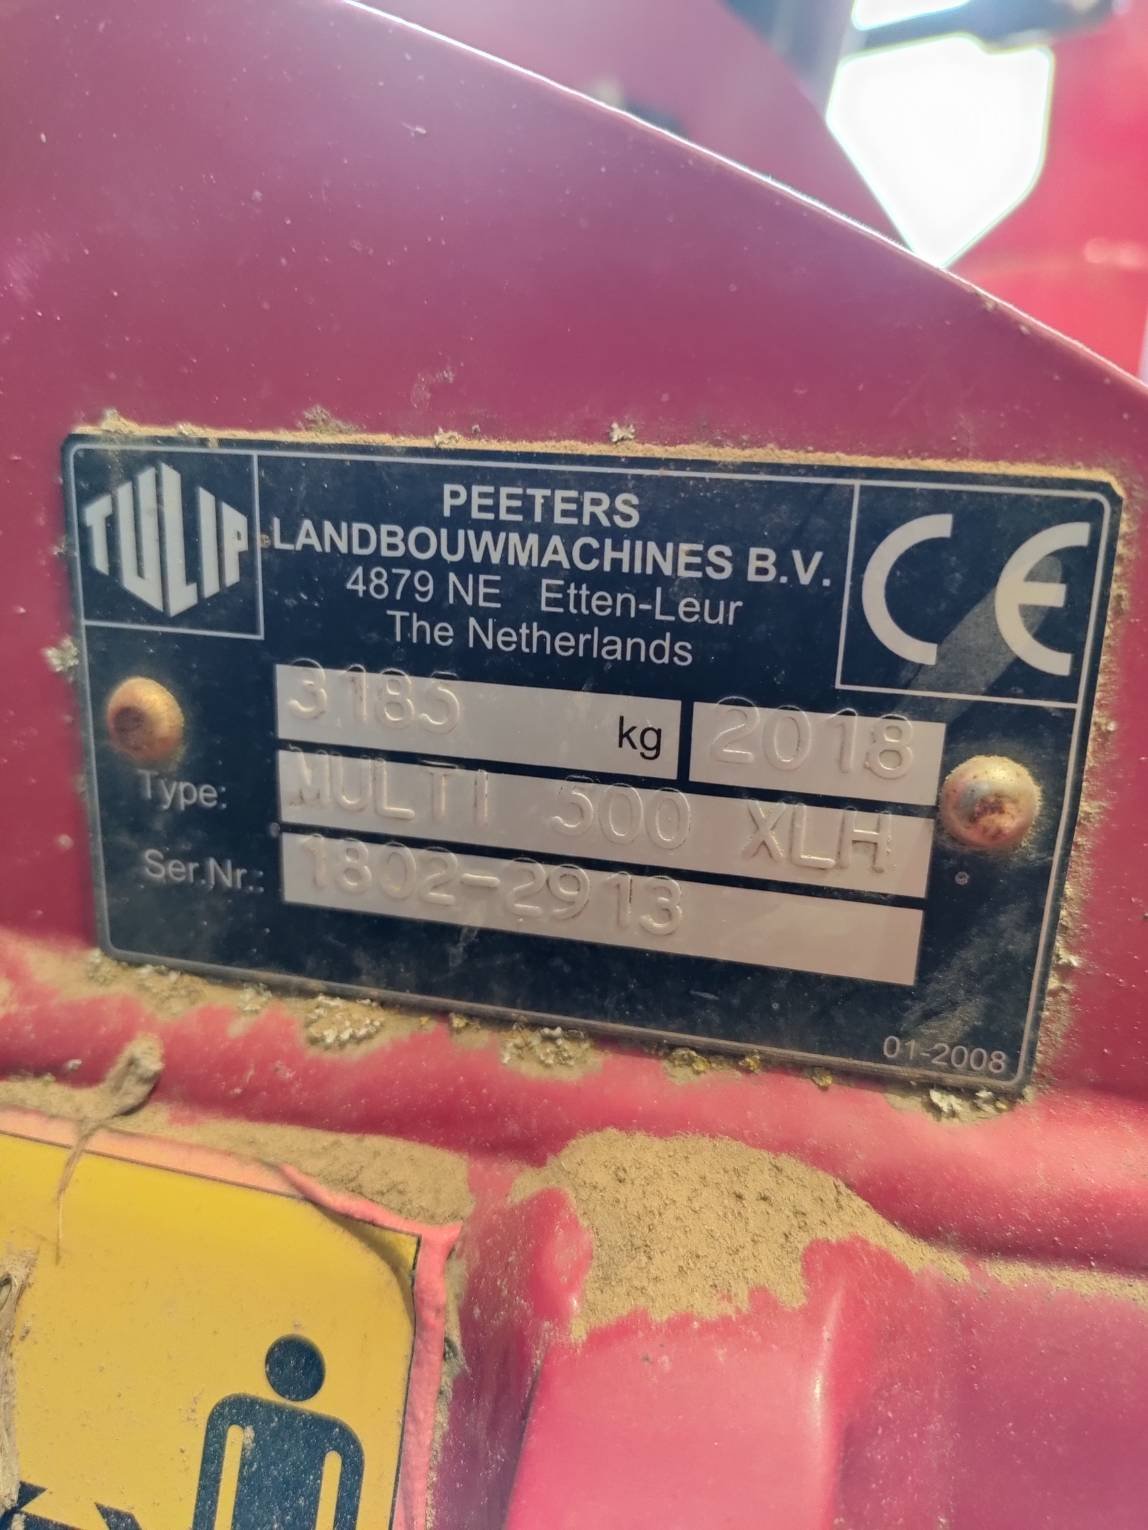 TULIP
PEETERS
LANDBOUWMACHINES B.V.
4879 NE Etten-Leur
The Netherlands
CE
3185 kg 2018
Type: MULTI 500 XLH
Ser.Nr.: 1802-2913
01-2008